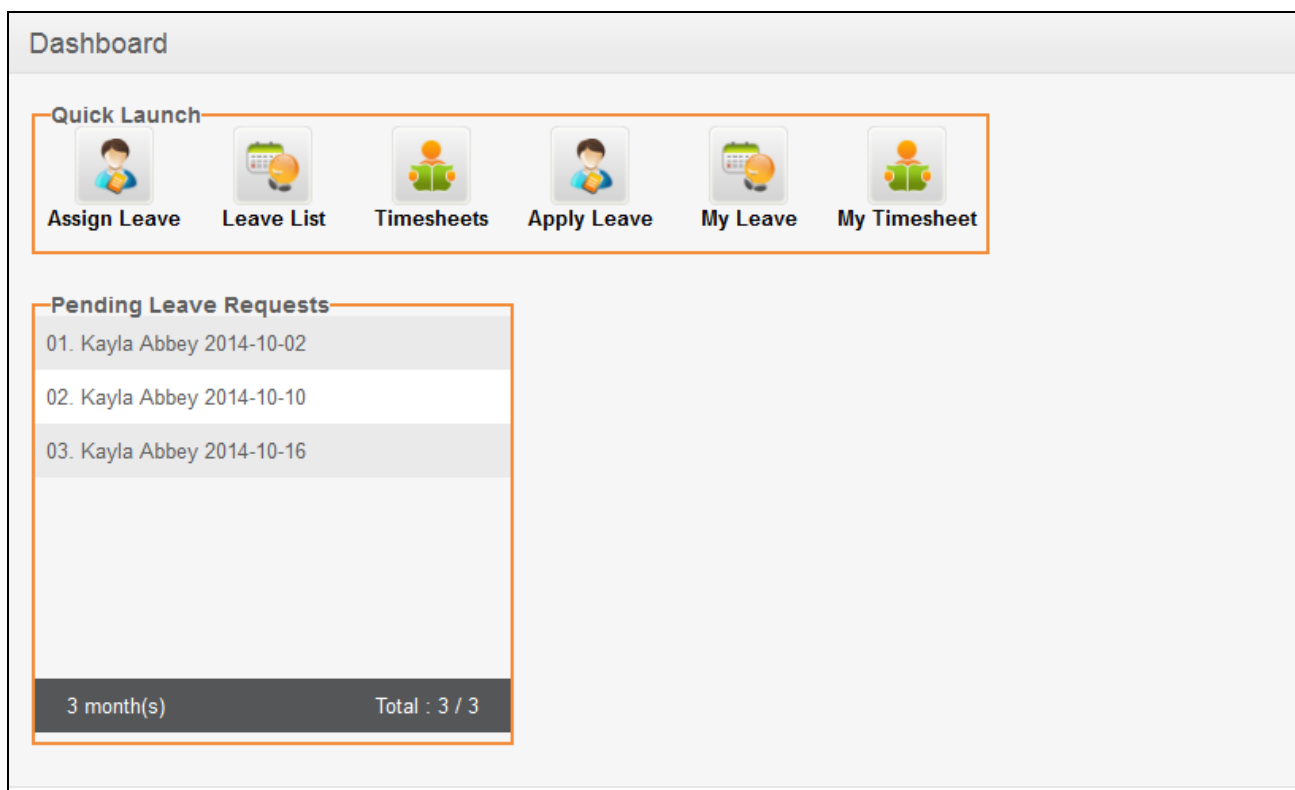 Dashboard
Quick Launch
Assign Leave Leave List Timesheets Apply Leave My Leave My Timesheet
Pending Leave Requests
01. Kayla Abbey 2014-10-02
02. Kayla Abbey 2014-10-10
03. Kayla Abbey 2014-10-16
3 month(s) Total : 3 / 3